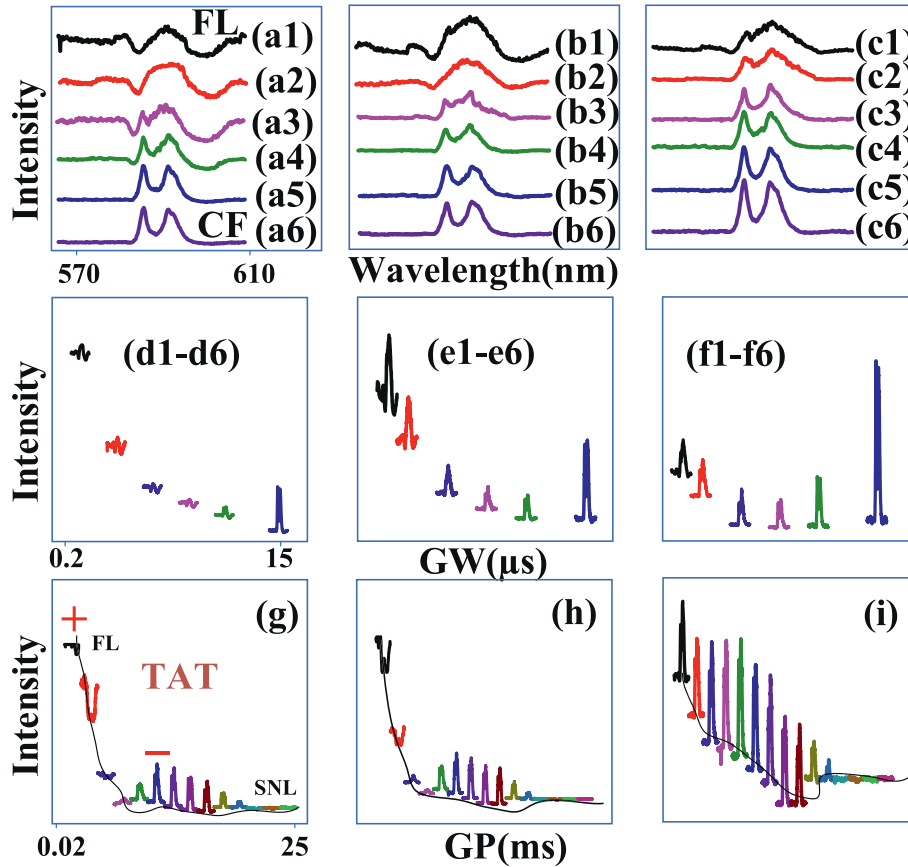 Intensity
FL
(a1)
(a2)
(a3)
(a4)
(a5)
CF
(a6)
(b1)
(b2)
(b3)
(b4)
(b5)
(b6)
(c1)
(c2)
(c3)
(c4)
(c5)
(c6)
570
610
Wavelength(nm)
Intensity
(d1-d6)
(e1-e6)
(f1-f6)
0.2
15
GW(μs)
Intensity
+
FL
TAT
−
SNL
(g)
(h)
(i)
0.02
25
GP(ms)